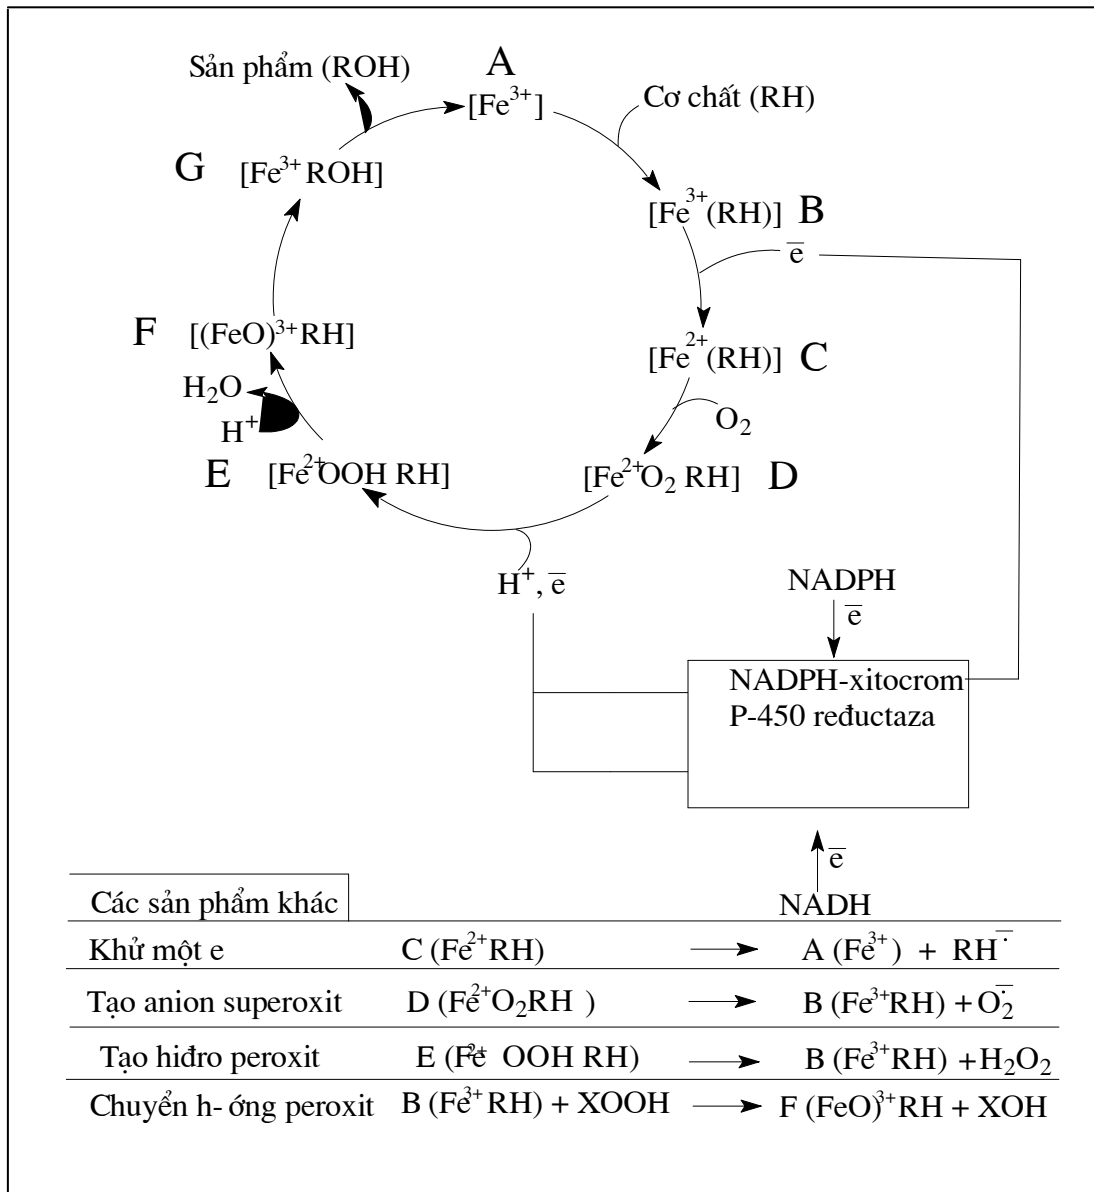 Sản phẩm (ROH)
A
[Fe³⁺]
Cơ chất (RH)
G [Fe³⁺ ROH]
[Fe³⁺(RH)] B
e̅
F [(FeO)³⁺RH]
[Fe²⁺(RH)] C
H₂O
H⁺
O₂
E [Fe²⁺OOH RH]
[Fe²⁺O₂ RH] D
H⁺, e̅
NADPH
e̅
NADPH-xitocrom
P-450 ređuctaza
e̅
NADH
Các sản phẩm khác
Khử một e C (Fe²⁺RH) → A (Fe³⁺) + RH⨪
Tạo anion superoxit D (Fe²⁺O₂RH ) → B (Fe³⁺RH) + O₂⨪
Tạo hiđro peroxit E (Fe²⁺ OOH RH) → B (Fe³⁺RH) +H₂O₂
Chuyển h- ớng peroxit B (Fe³⁺RH) + XOOH → F (FeO)³⁺RH + XOH